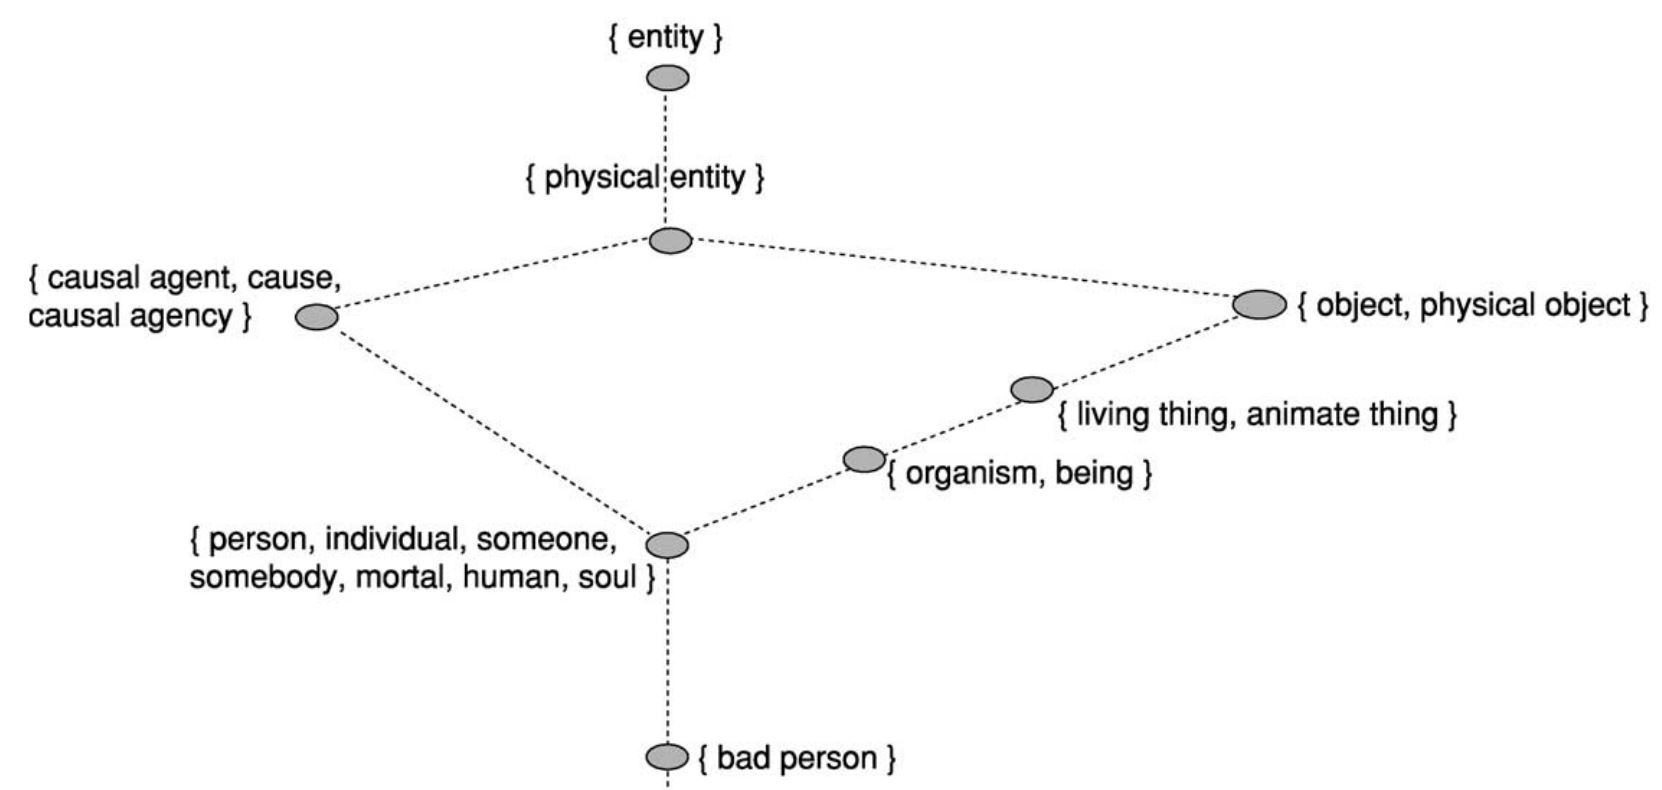 { entity }
{ physical entity }
{ causal agent, cause,
causal agency }
{ object, physical object }
{ living thing, animate thing }
{ organism, being }
{ person, individual, someone,
somebody, mortal, human, soul }
{ bad person }